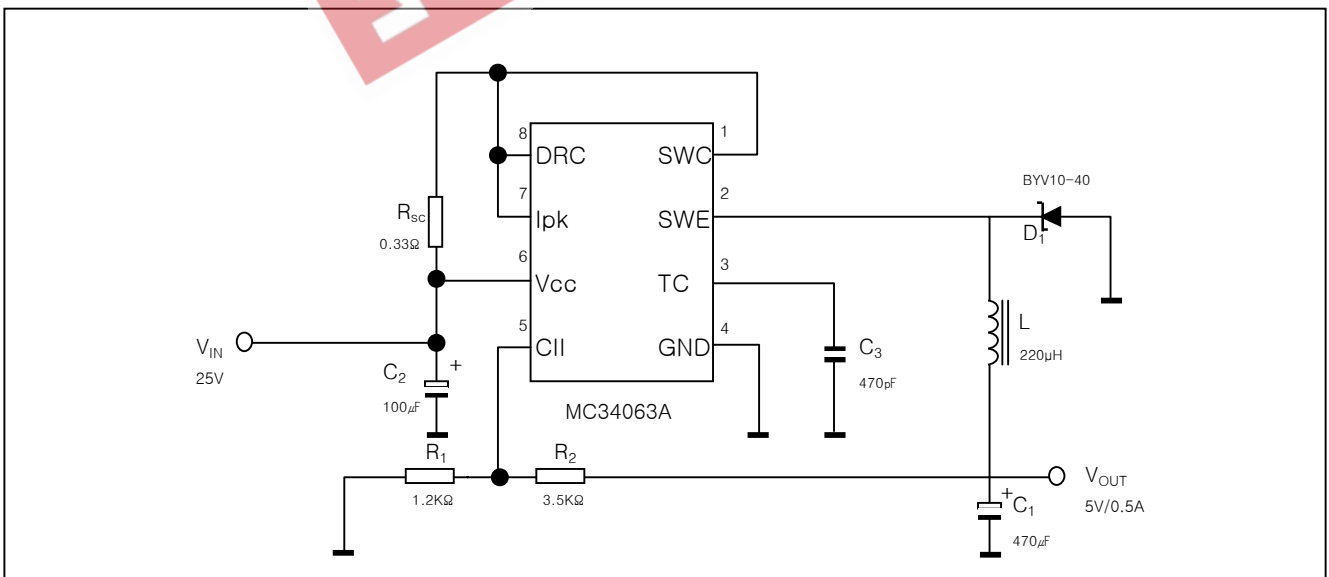 8
DRC
SWC
1
7
Ipk
SWE
2
BYV10-40
D₁
Rsc
0.33Ω
6
Vcc
TC
3
5
CII
GND
4
VIN
25V
C₂
+
100μF
MC34063A
C₃
470pF
L
220μH
R₁
1.2KΩ
R₂
3.5KΩ
VOUT
5V/0.5A
+
C₁
470μF